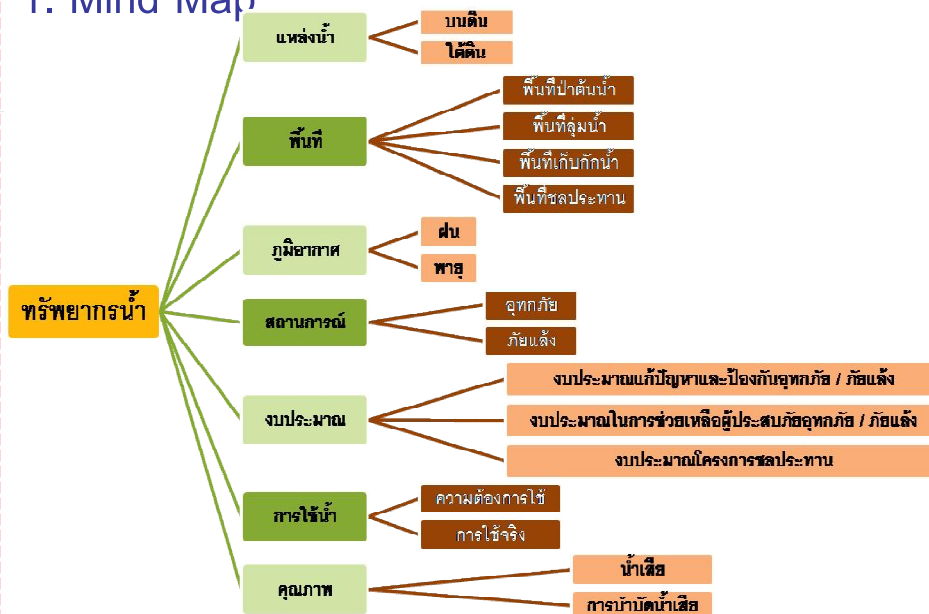 1. Mind Map
ทรัพยากรน้ำ
แหล่งน้ำ
บนดิน
ใต้ดิน
พื้นที่
พื้นที่ป่าต้นน้ำ
พื้นที่ลุ่มน้ำ
พื้นที่เก็บกักน้ำ
พื้นที่ชลประทาน
ภูมิอากาศ
ฝน
พายุ
สถานการณ์
อุทกภัย
ภัยแล้ง
งบประมาณ
งบประมาณแก้ปัญหาและป้องกันอุทกภัย / ภัยแล้ง
งบประมาณในการช่วยเหลือผู้ประสบภัยอุทกภัย / ภัยแล้ง
งบประมาณโครงการชลประทาน
การใช้น้ำ
ความต้องการใช้
การใช้จริง
คุณภาพ
น้ำเสีย
การบำบัดน้ำเสีย